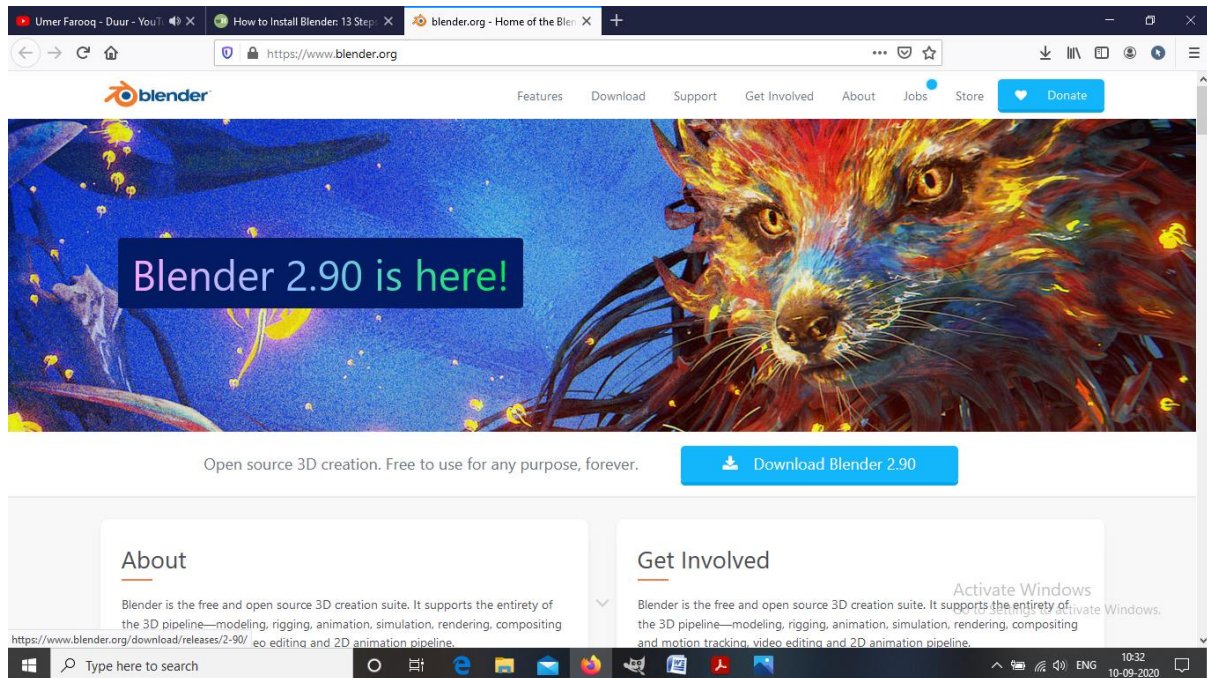 Umer Farooq - Duur - YouTu
How to Install Blender: 13 Steps
blender.org - Home of the Blen
https://www.blender.org
blender
Features Download Support Get Involved About Jobs Store Donate
Blender 2.90 is here!
Open source 3D creation. Free to use for any purpose, forever.
Download Blender 2.90
About
Blender is the free and open source 3D creation suite. It supports the entirety of
the 3D pipeline—modeling, rigging, animation, simulation, rendering, compositing
eo editing and 2D animation pipeline.
Get Involved
Blender is the free and open source 3D creation suite. It supports the entirety of
the 3D pipeline—modeling, rigging, animation, simulation, rendering, compositing
and motion tracking, video editing and 2D animation pipeline.
Activate Windows
Go to Settings to activate Windows.
https://www.blender.org/download/releases/2-90/
Type here to search
ENG
10:32
10-09-2020